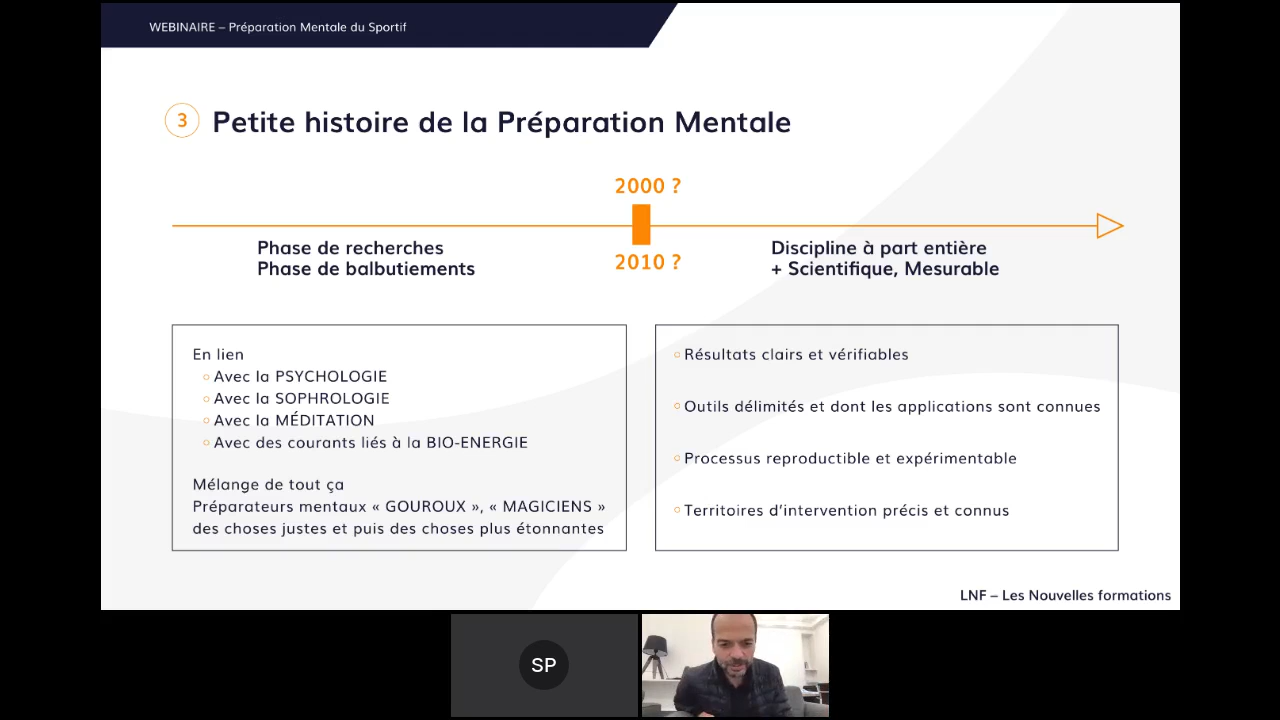 WEBINAIRE – Préparation Mentale du Sportif
3 Petite histoire de la Préparation Mentale
2000 ?
2010 ?
Phase de recherches
Phase de balbutiements
Discipline à part entière
+ Scientifique, Mesurable
En lien
Avec la PSYCHOLOGIE
Avec la SOPHROLOGIE
Avec la MÉDITATION
Avec des courants liés à la BIO-ENERGIE
Mélange de tout ça
Préparateurs mentaux « GOUROUX », « MAGICIENS »
des choses justes et puis des choses plus étonnantes
Résultats clairs et vérifiables
Outils délimités et dont les applications sont connues
Processus reproductible et expérimentable
Territoires d'intervention précis et connus
LNF – Les Nouvelles formations
SP